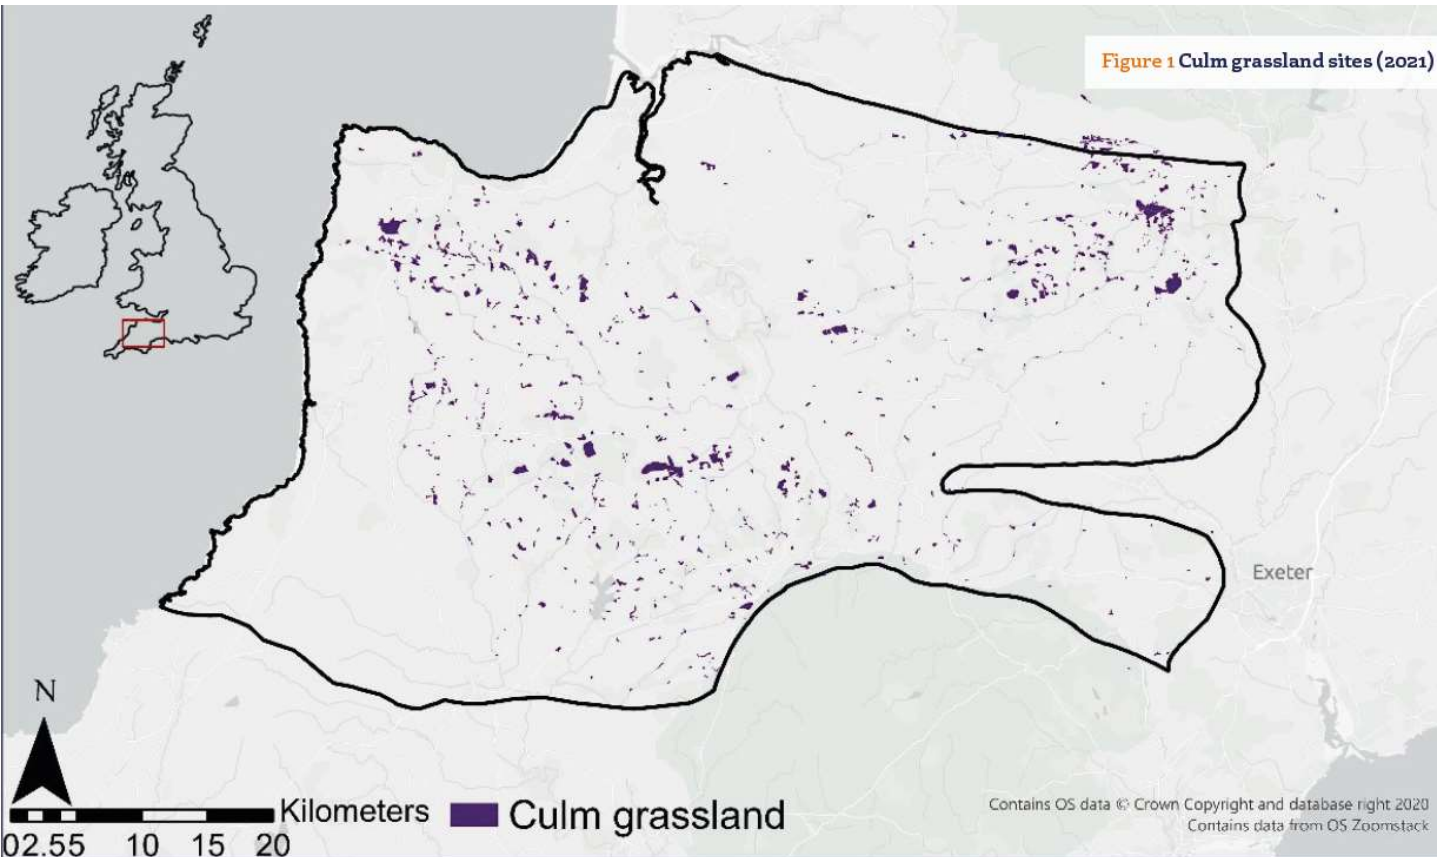 Figure 1 Culm grassland sites (2021)
Exeter
N
Kilometers
Culm grassland
02.55 10 15 20
Contains OS data © Crown Copyright and database right 2020
Contains data from OS Zoomstack